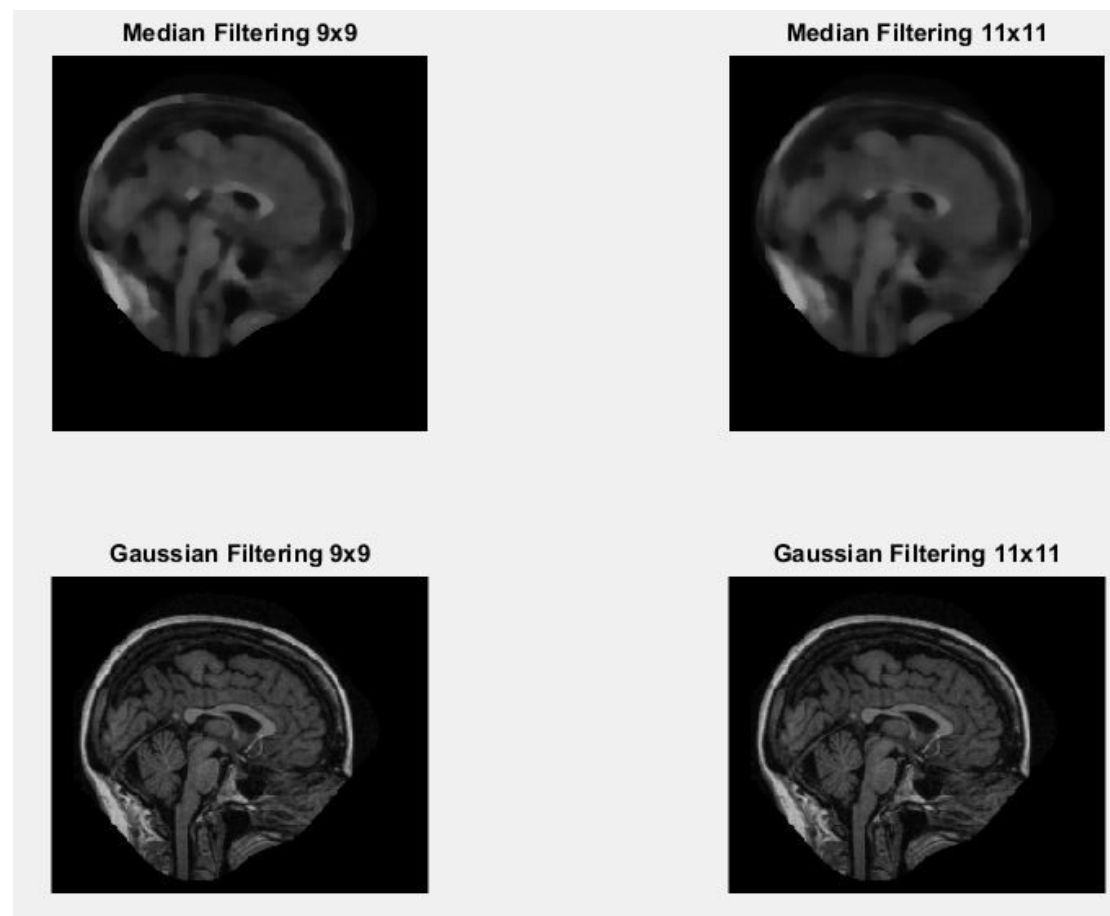 Median Filtering 9x9
Median Filtering 11x11
Gaussian Filtering 9x9
Gaussian Filtering 11x11